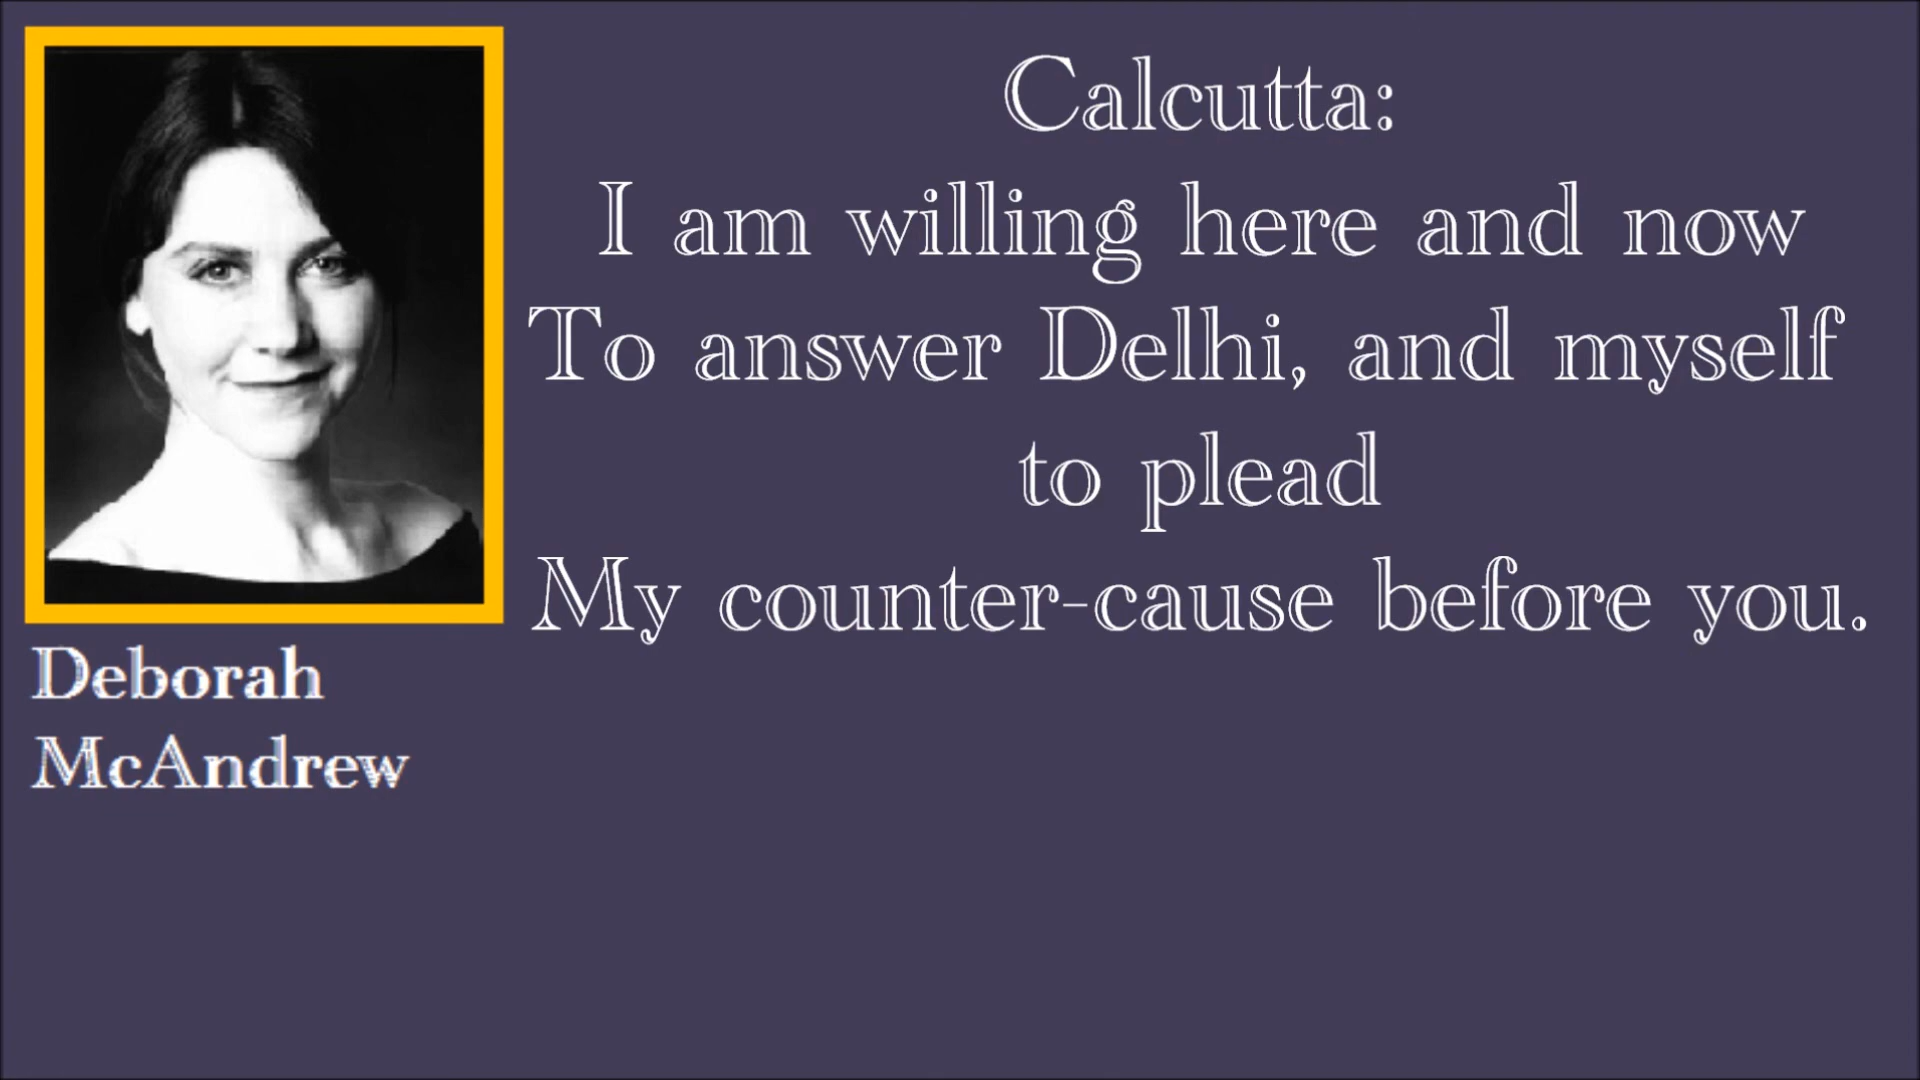 Calcutta:
I am willing here and now
To answer Delhi, and myself
to plead
My counter-cause before you.
Deborah
McAndrew